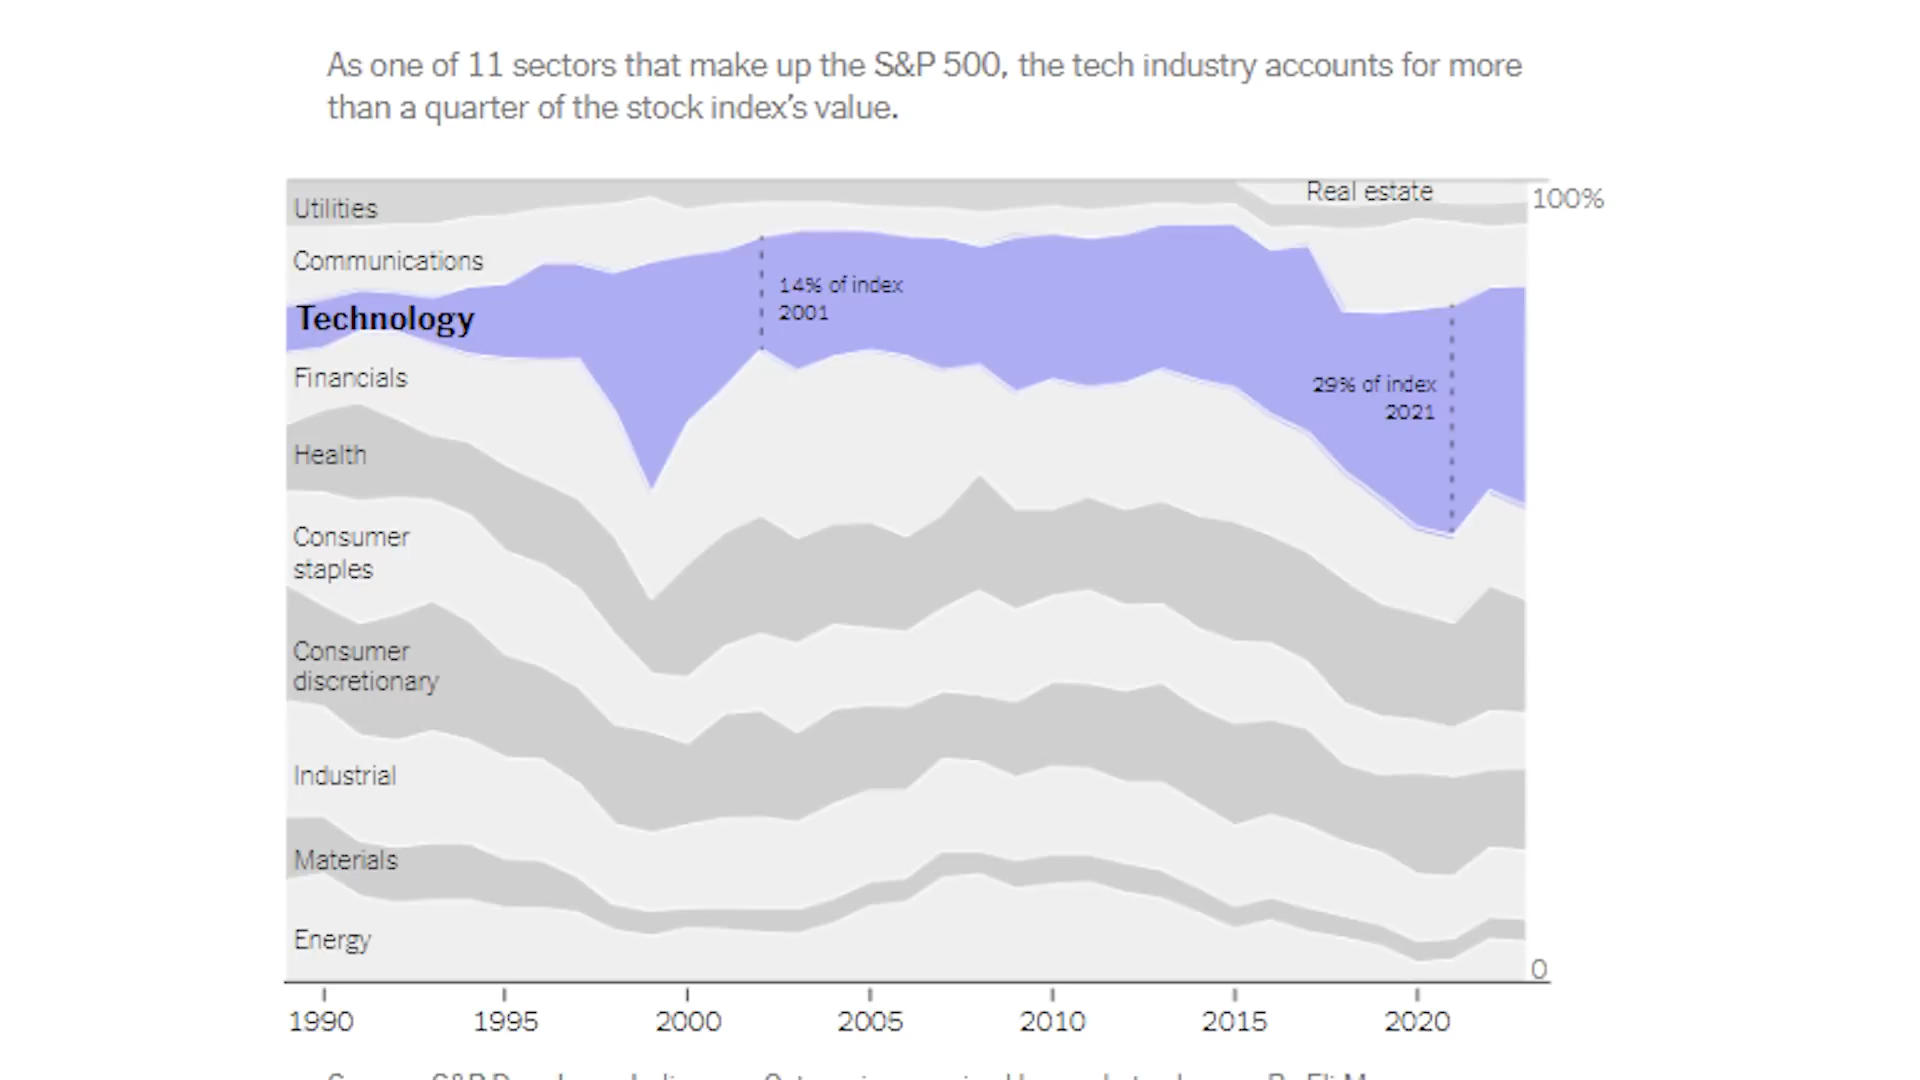 As one of 11 sectors that make up the S&P 500, the tech industry accounts for more
than a quarter of the stock index's value.
Utilities
Real estate
100%
Communications
14% of index
2001
Technology
Financials
29% of index
2021
Health
Consumer
staples
Consumer
discretionary
Industrial
Materials
Energy
0
1990 1995 2000 2005 2010 2015 2020